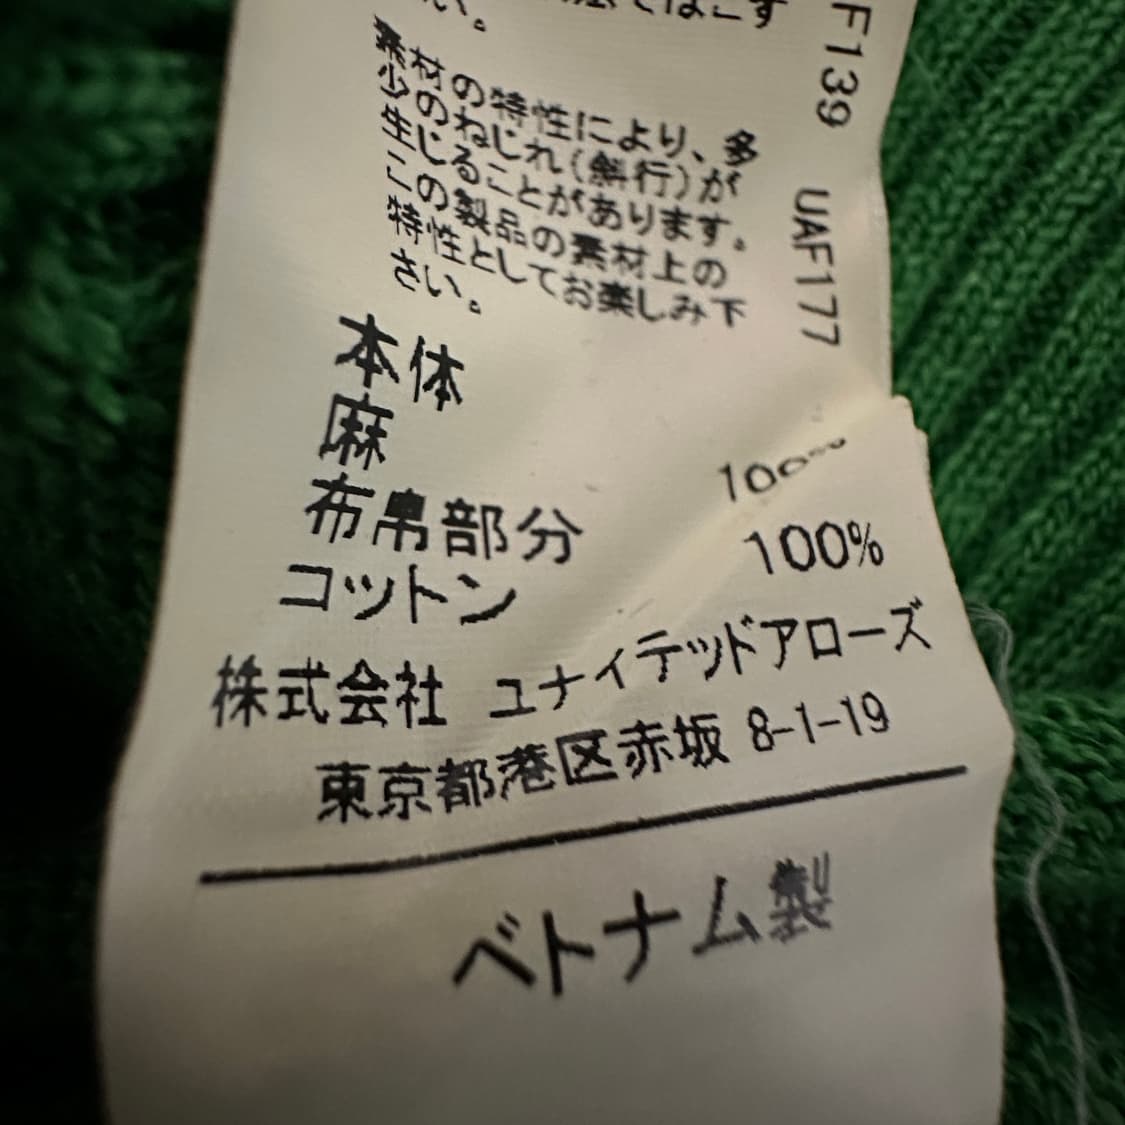 い。
素材の特性により、多
少のねじれ(斜行)が
生じることがあります。
この製品の素材上の
特性としてお楽しみ下
さい。
F139 UAF177
本体
麻 100%
布帛部分
コットン 100%
株式会社 ユナイテッドアローズ
東京都港区赤坂 8-1-19
ベトナム製